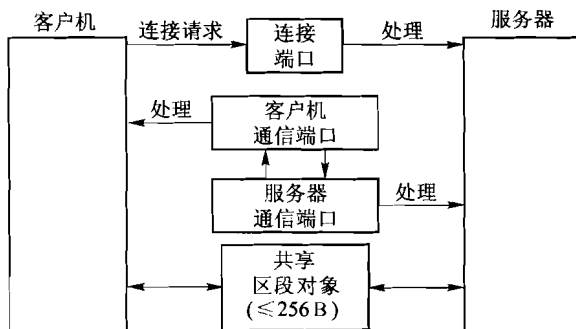 客户机
服务器
连接请求
连接
端口
处理
处理
客户机
通信端口
服务器
通信端口
处理
共享
区段对象
(≤256 B)